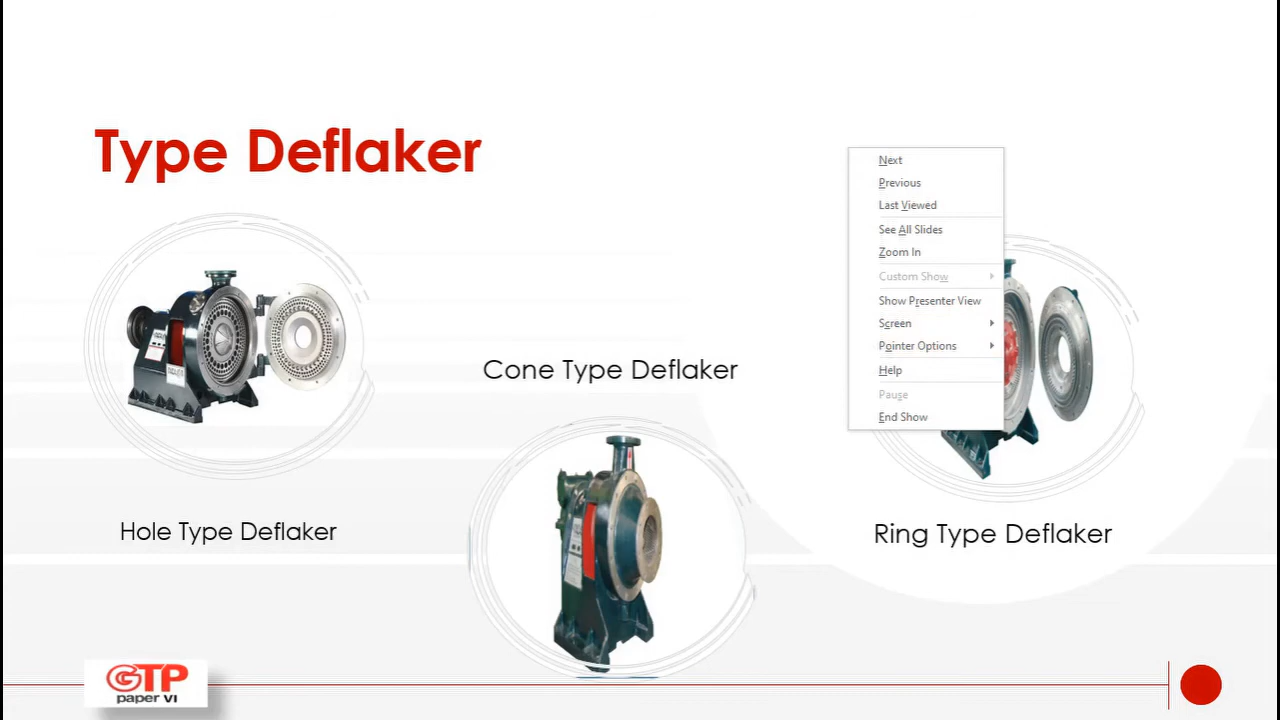 Type Deflaker
Next
Previous
Last Viewed
See All Slides
Zoom In
Custom Show
Show Presenter View
Screen
Pointer Options
Help
Pause
End Show
Cone Type Deflaker
Hole Type Deflaker
Ring Type Deflaker
GTP
paper VI